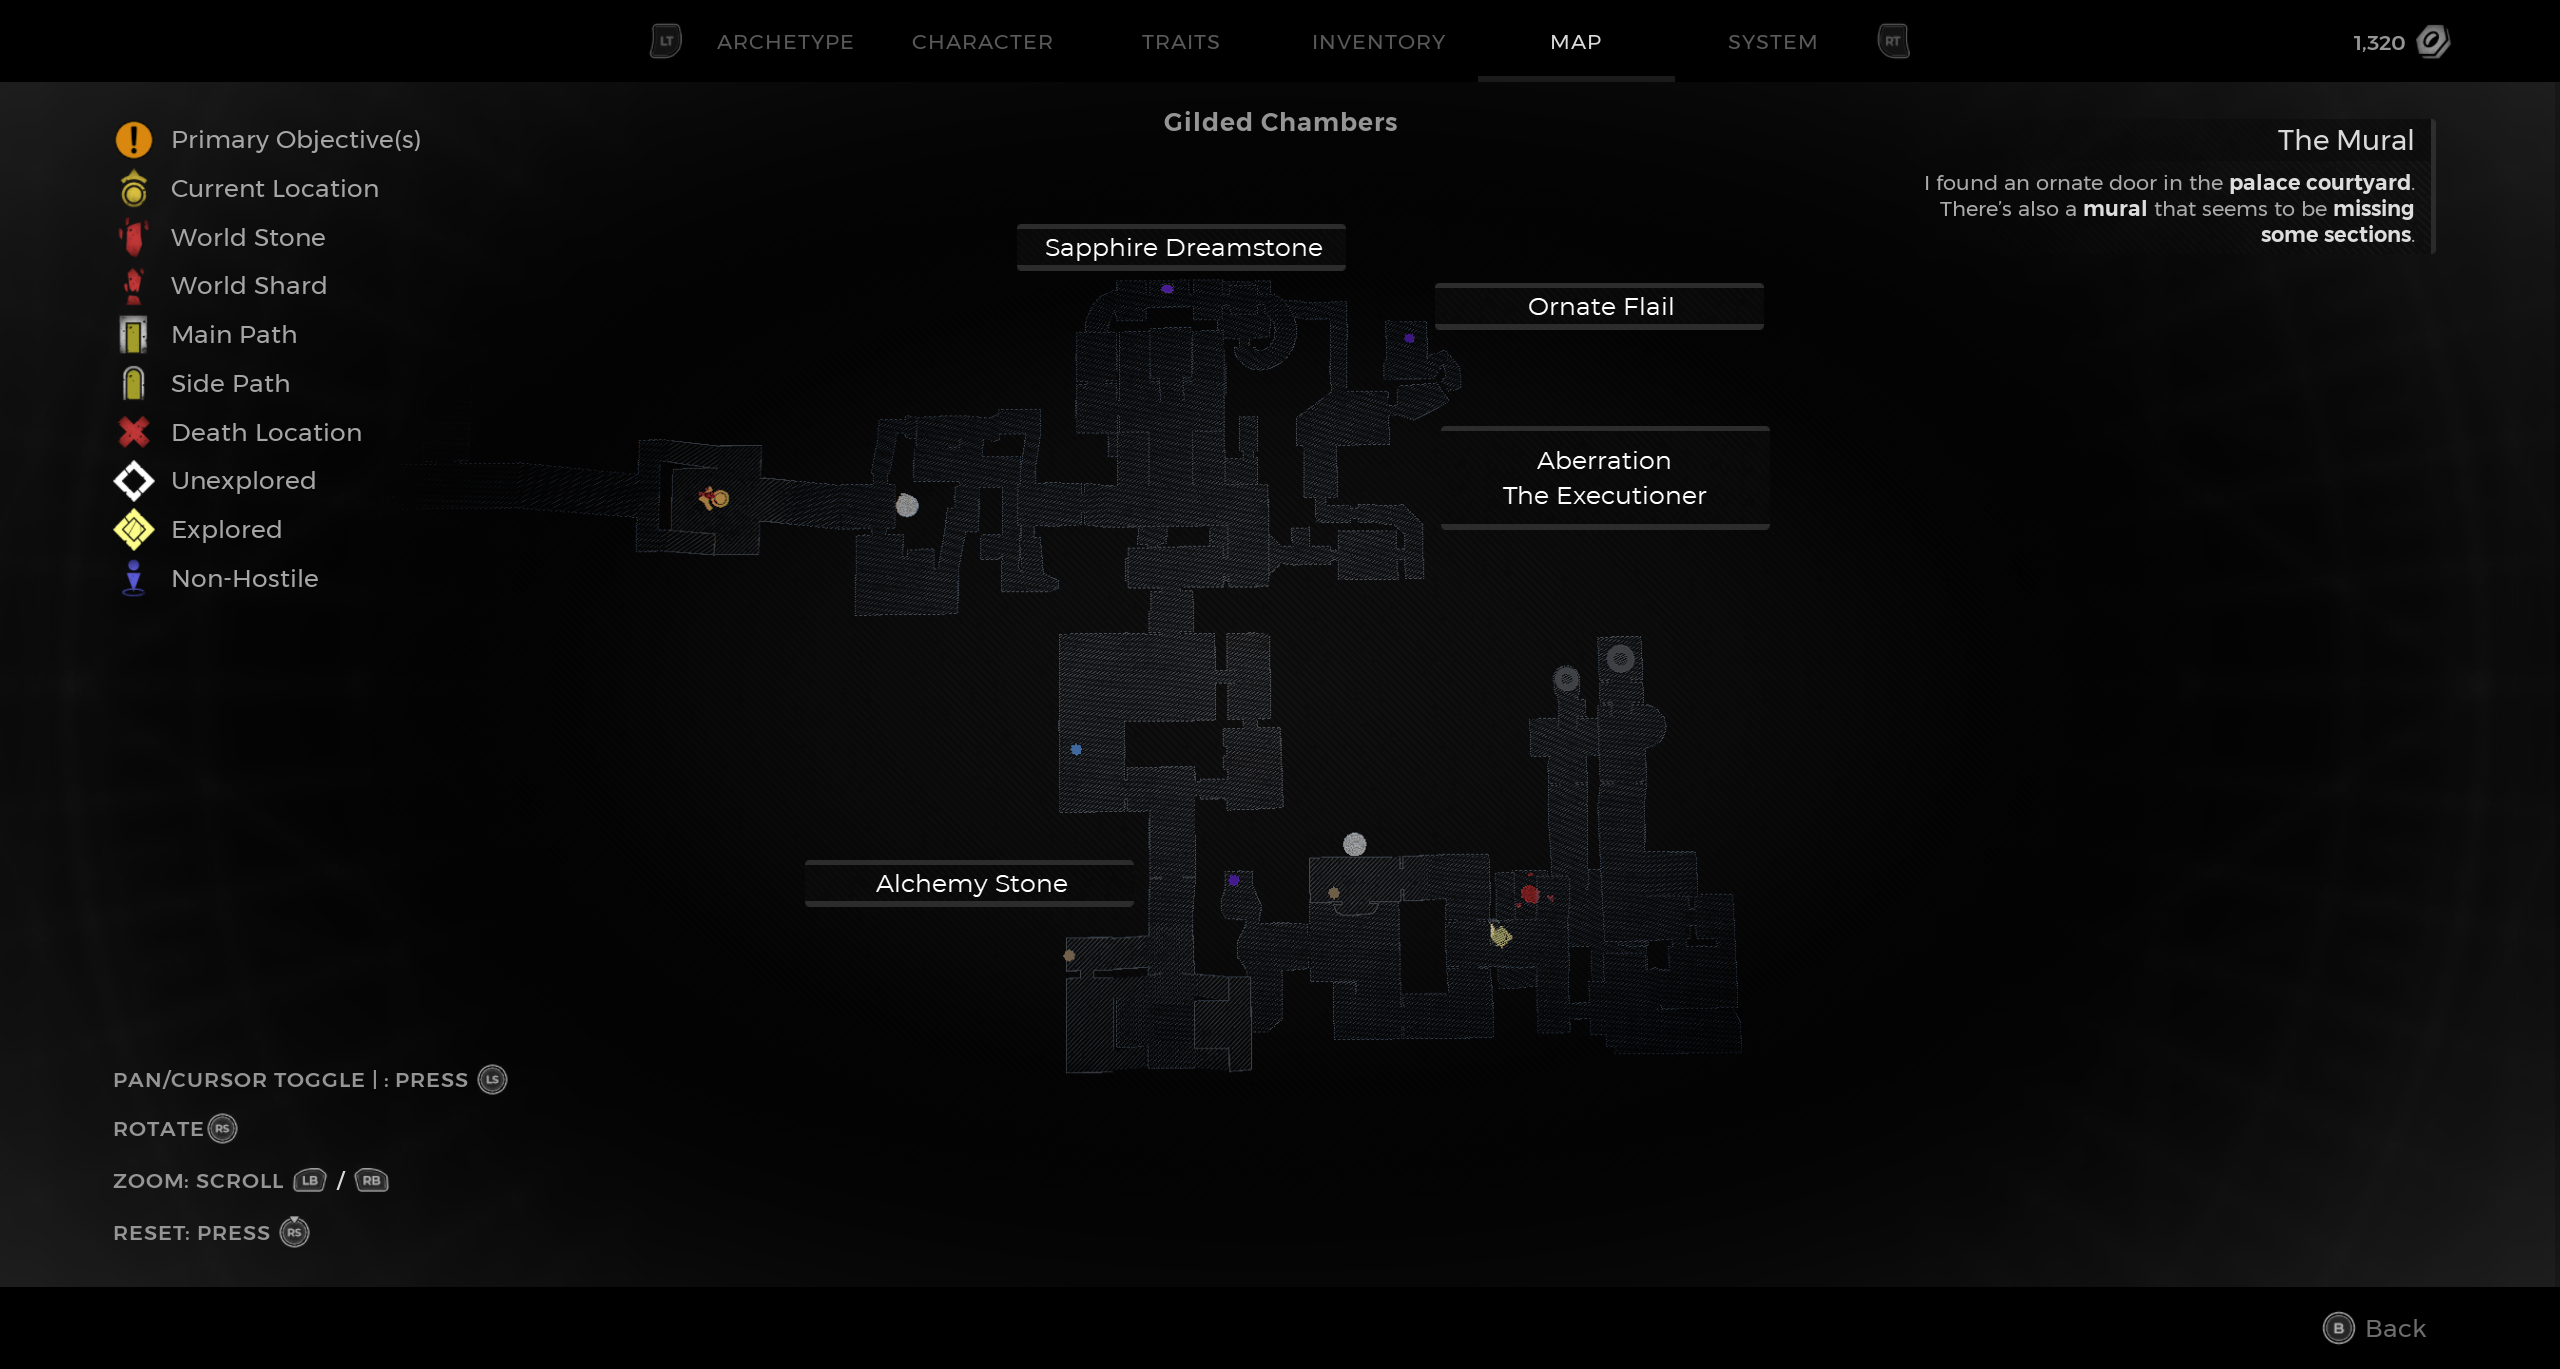 LT ARCHETYPE CHARACTER TRAITS INVENTORY MAP SYSTEM RT 1,320
Gilded Chambers
Primary Objective(s)
Current Location
World Stone
World Shard
Main Path
Side Path
Death Location
Unexplored
Explored
Non-Hostile
The Mural
I found an ornate door in the palace courtyard.
There's also a mural that seems to be missing
some sections.
Sapphire Dreamstone
Ornate Flail
Aberration
The Executioner
Alchemy Stone
PAN/CURSOR TOGGLE | : PRESS LS
ROTATE RS
ZOOM: SCROLL LB / RB
RESET: PRESS RS
B Back